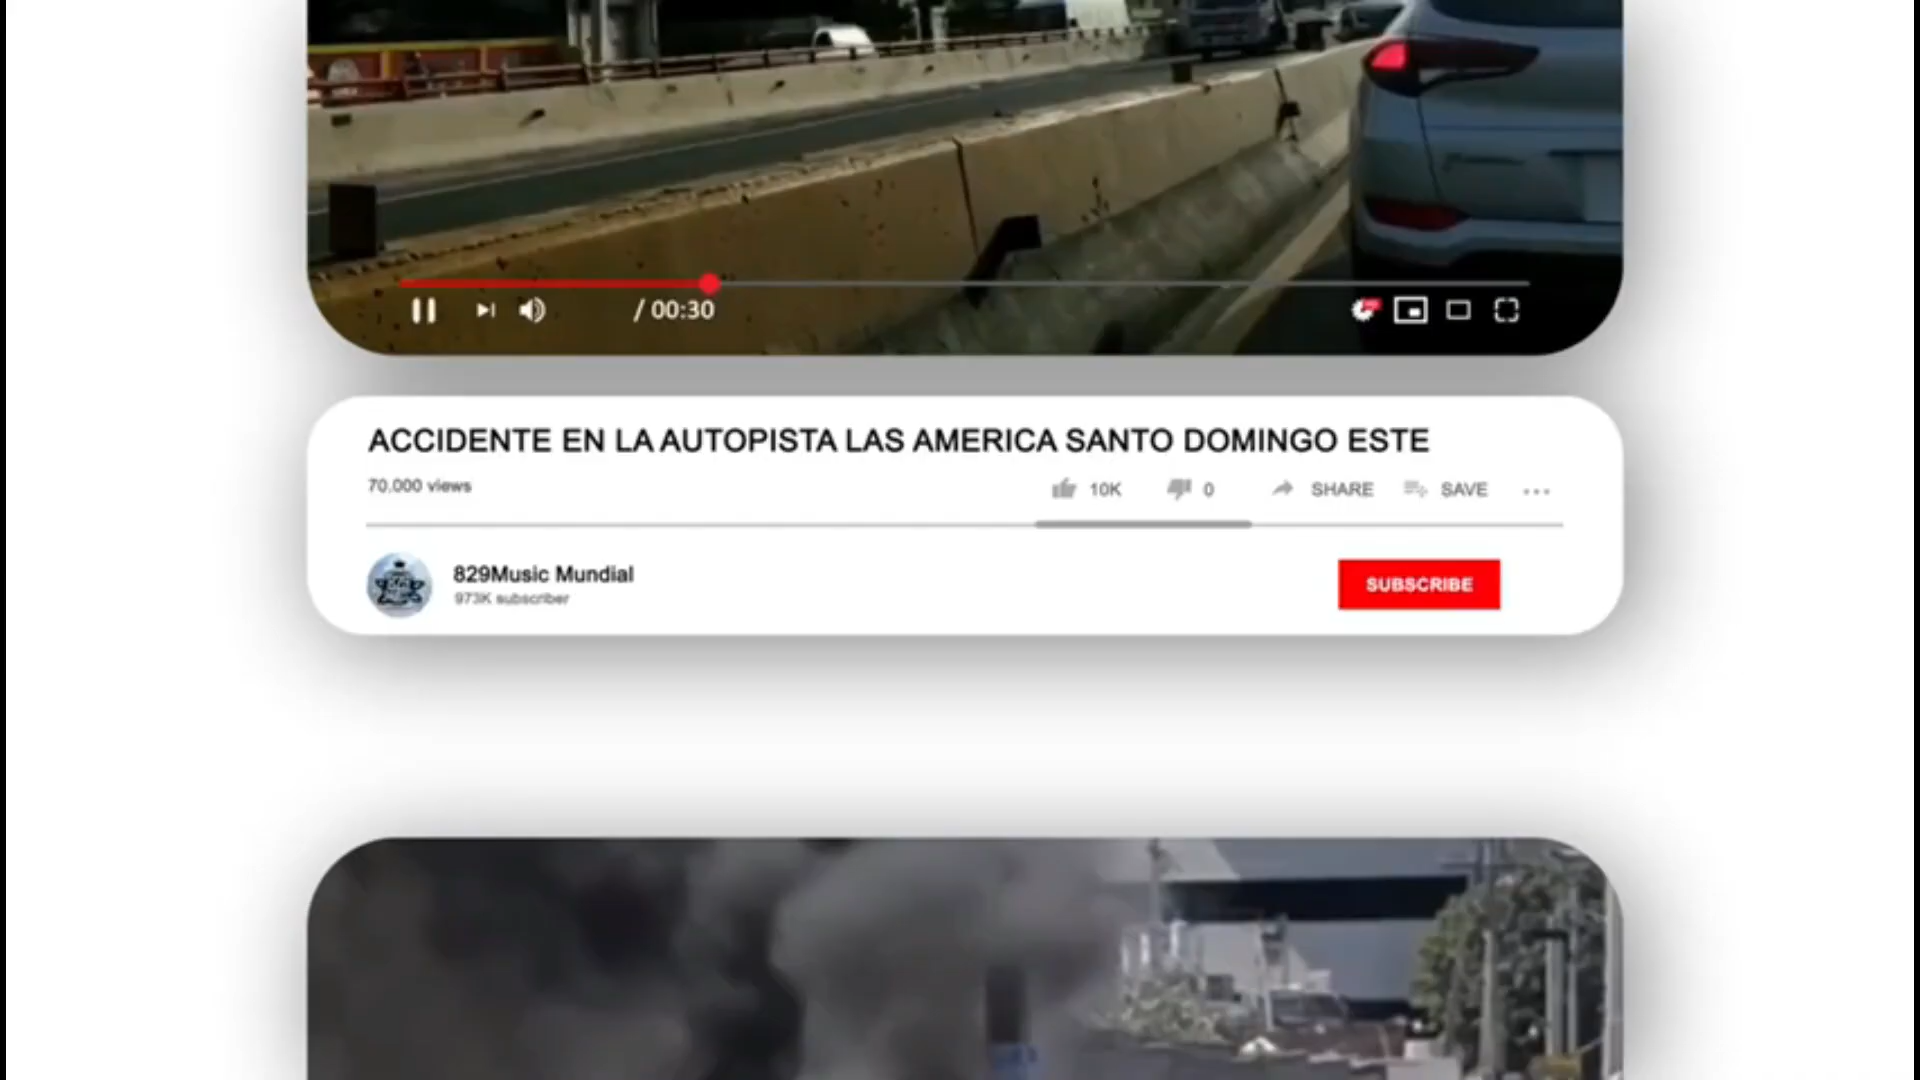 / 00:30
ACCIDENTE EN LA AUTOPISTA LAS AMERICA SANTO DOMINGO ESTE
70.000 views
10K 0 SHARE SAVE
829Music Mundial
973K subscriber
SUBSCRIBE